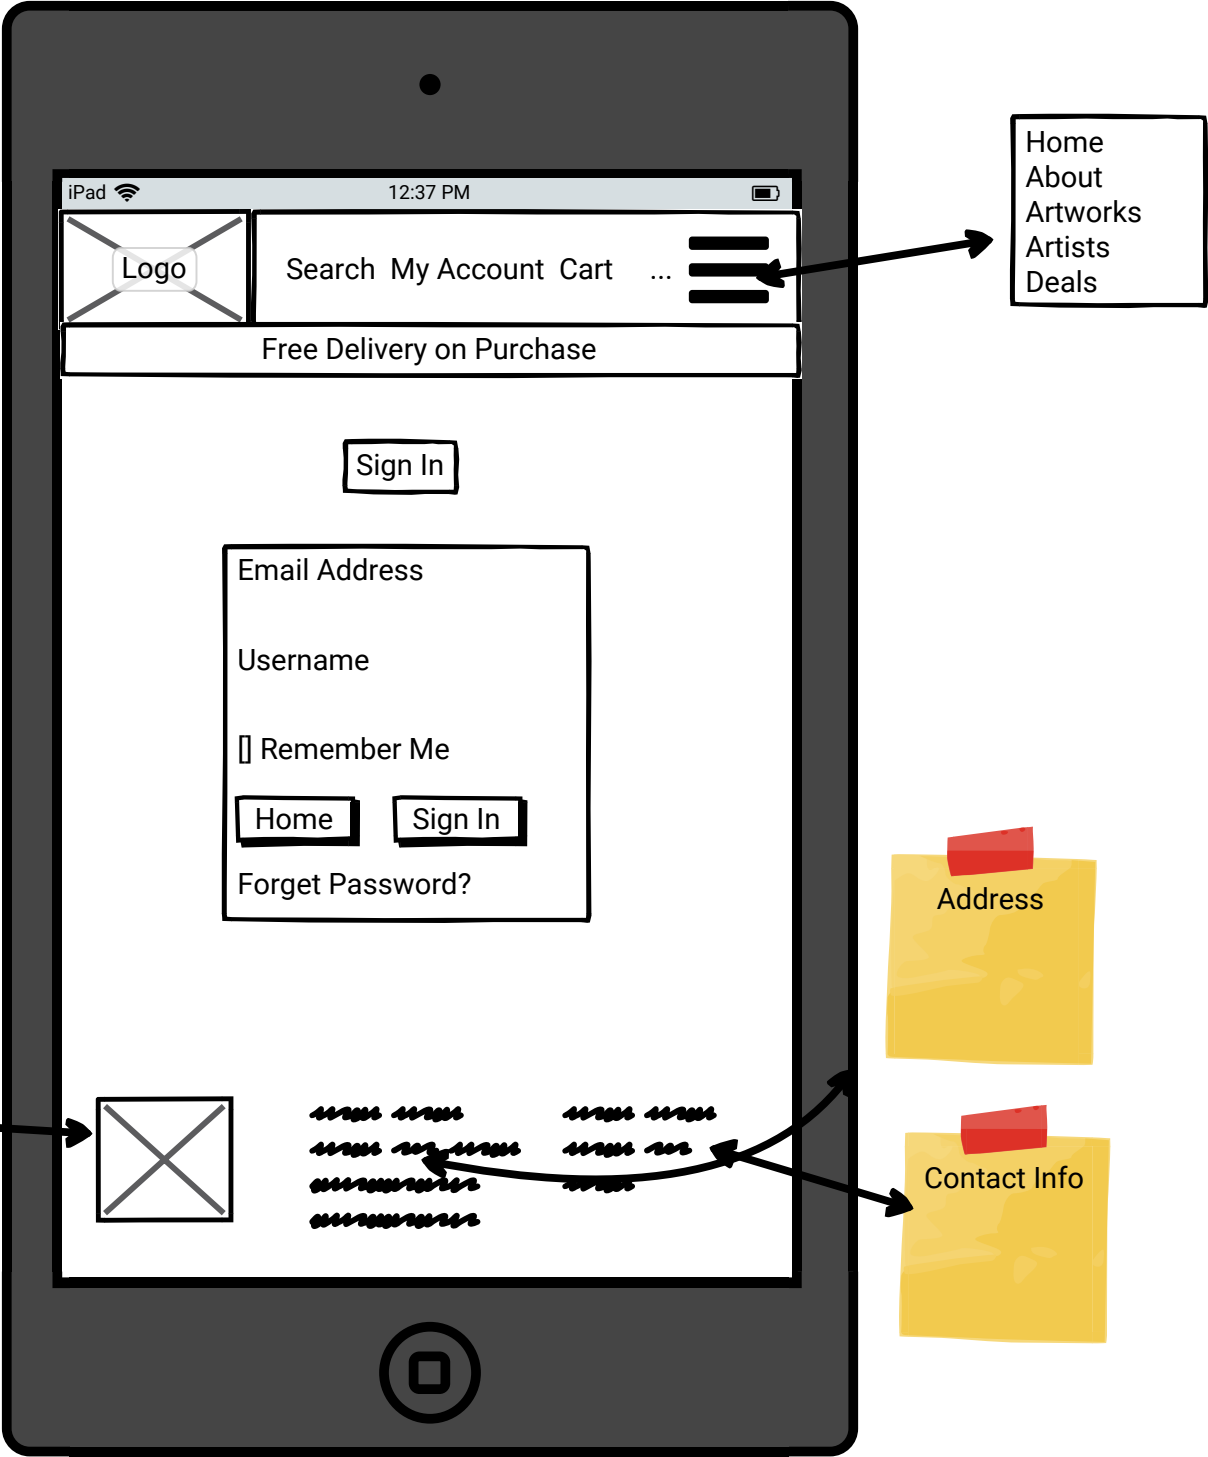 iPad 12:37 PM
Logo
Search My Account Cart ...
Free Delivery on Purchase
Sign In
Email Address
Username
[] Remember Me
Home Sign In
Forget Password?
Home
About
Artworks
Artists
Deals
Address
Contact Info